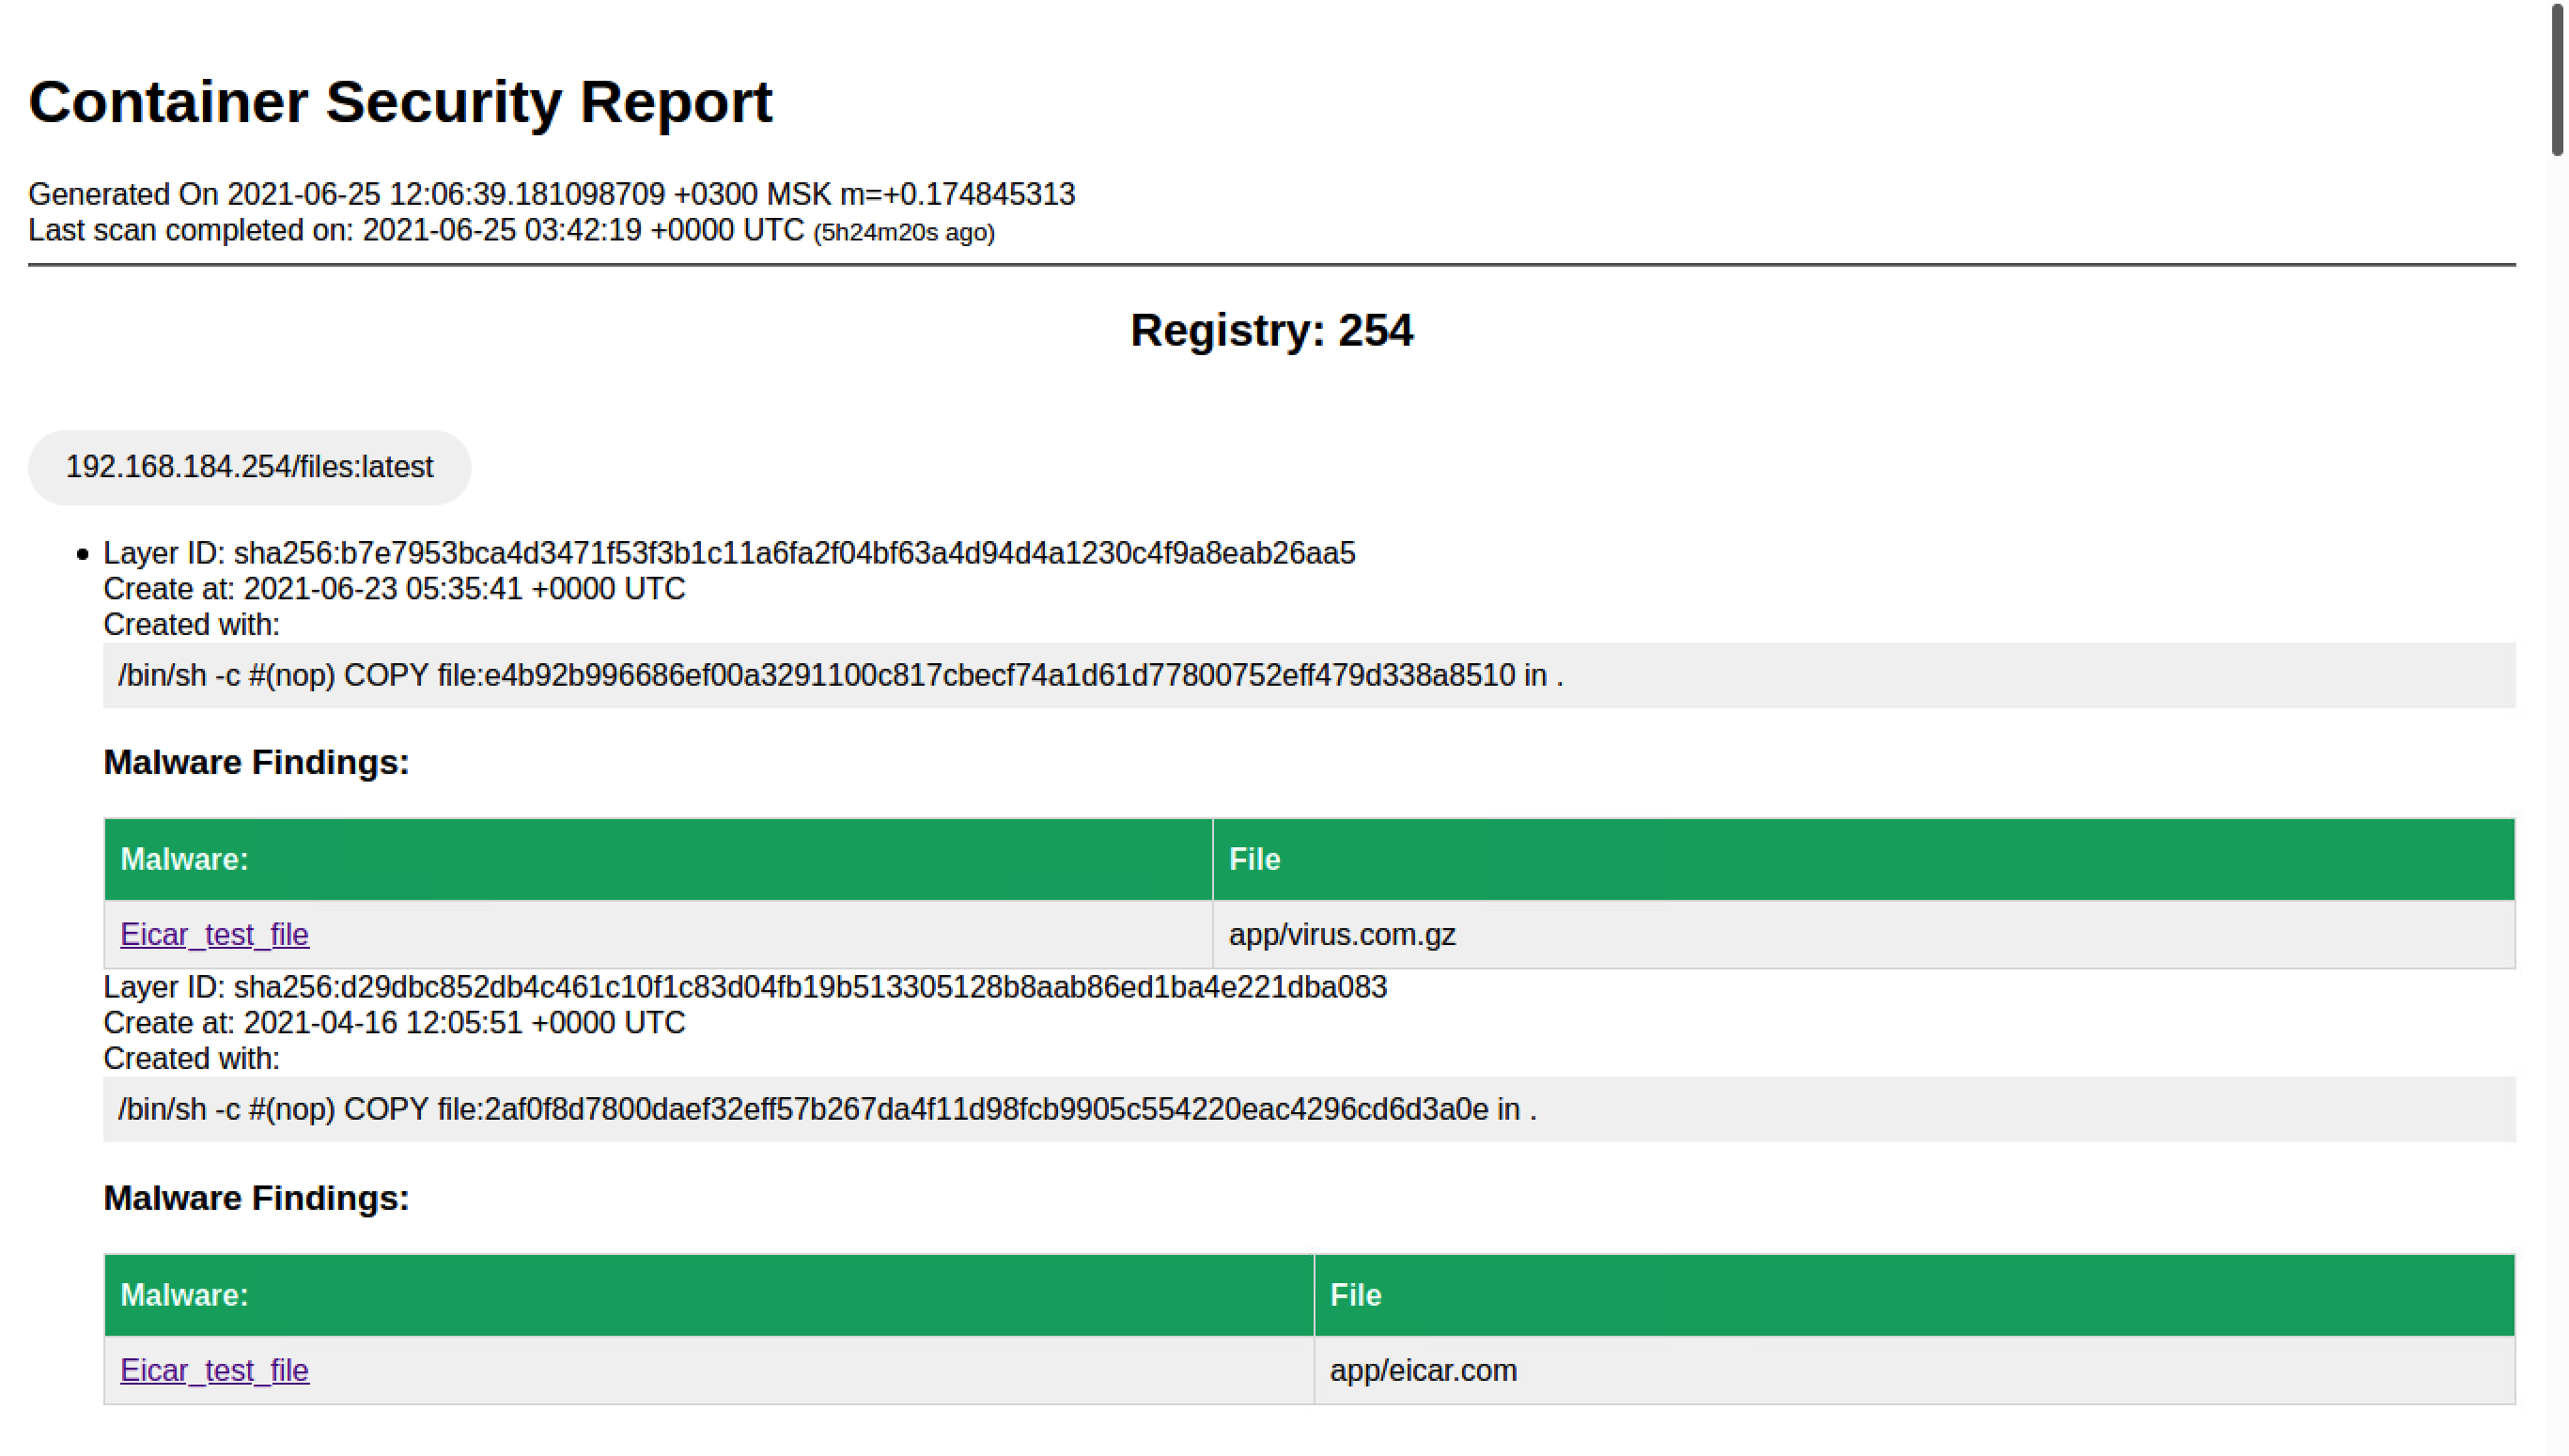 Container Security Report
Generated On 2021-06-25 12:06:39.181098709 +0300 MSK m=+0.174845313
Last scan completed on: 2021-06-25 03:42:19 +0000 UTC (5h24m20s ago)
Registry: 254
192.168.184.254/files:latest
Layer ID: sha256:b7e7953bca4d3471f53f3b1c11a6fa2f04bf63a4d94d4a1230c4f9a8eab26aa5
Create at: 2021-06-23 05:35:41 +0000 UTC
Created with:
/bin/sh -c #(nop) COPY file:e4b92b996686ef00a3291100c817cbecf74a1d61d77800752eff479d338a8510 in .
Malware Findings:
Malware: File
Eicar_test_file app/virus.com.gz
Layer ID: sha256:d29dbc852db4c461c10f1c83d04fb19b513305128b8aab86ed1ba4e221dba083
Create at: 2021-04-16 12:05:51 +0000 UTC
Created with:
/bin/sh -c #(nop) COPY file:2af0f8d7800daef32eff57b267da4f11d98fcb9905c554220eac4296cd6d3a0e in .
Malware Findings:
Malware: File
Eicar_test_file app/eicar.com